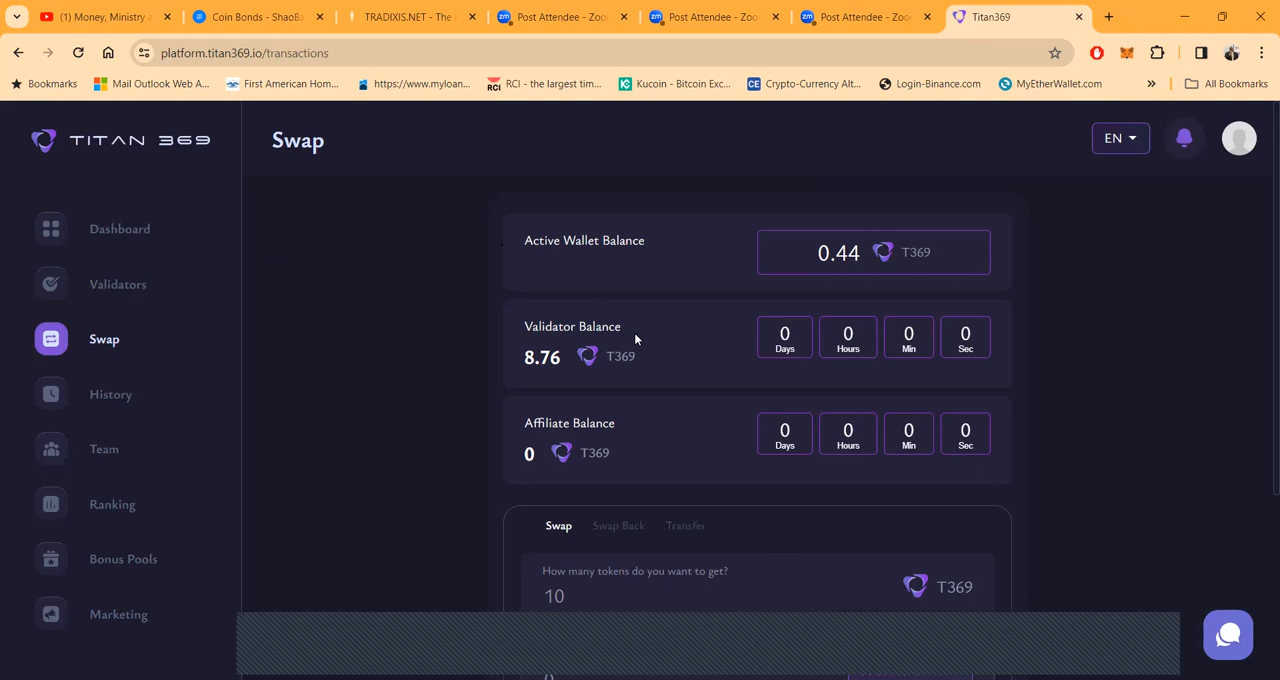 (1) Money, Ministry a
Coin Bonds - ShaoBa
TRADIXIS.NET - The
Post Attendee - Zoo
Post Attendee - Zoo
Post Attendee - Zoo
Titan369
platform.titan369.io/transactions
Bookmarks
Mail Outlook Web A...
First American Hom...
https://www.myloan...
RCI
RCI - the largest tim...
Kucoin - Bitcoin Exc...
CE
Crypto-Currency Alt...
Login-Binance.com
MyEtherWallet.com
All Bookmarks
TITAN 369
Swap
EN
Dashboard
Validators
Swap
History
Team
Ranking
Bonus Pools
Marketing
Active Wallet Balance
0.44 T369
Validator Balance
8.76 T369
0 Days
0 Hours
0 Min
0 Sec
Affiliate Balance
0 T369
0 Days
0 Hours
0 Min
0 Sec
Swap Swap Back Transfer
How many tokens do you want to get?
10
T369